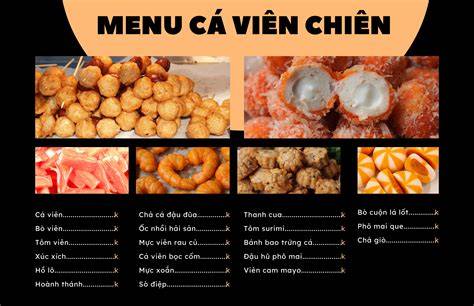 MENU CÁ VIÊN CHIÊN
Cá viên...............k
Bò viên...............k
Tôm viên............k
Xúc xích.............k
Hồ lô..................k
Hoành thánh......k
Chả cá đậu đũa.........k
Ốc nhồi hải sản..........k
Mực viên rau củ........k
Cá viên bọc cốm.......k
Mực xoắn..................k
Sò điệp......................k
Thanh cua.................k
Tôm surimi................k
Bánh bao trứng cá....k
Đậu hũ phô mai........k
Viên cam mayo.........k
Bò cuộn lá lốt............k
Phô mai que.............k
Chả giò.....................k